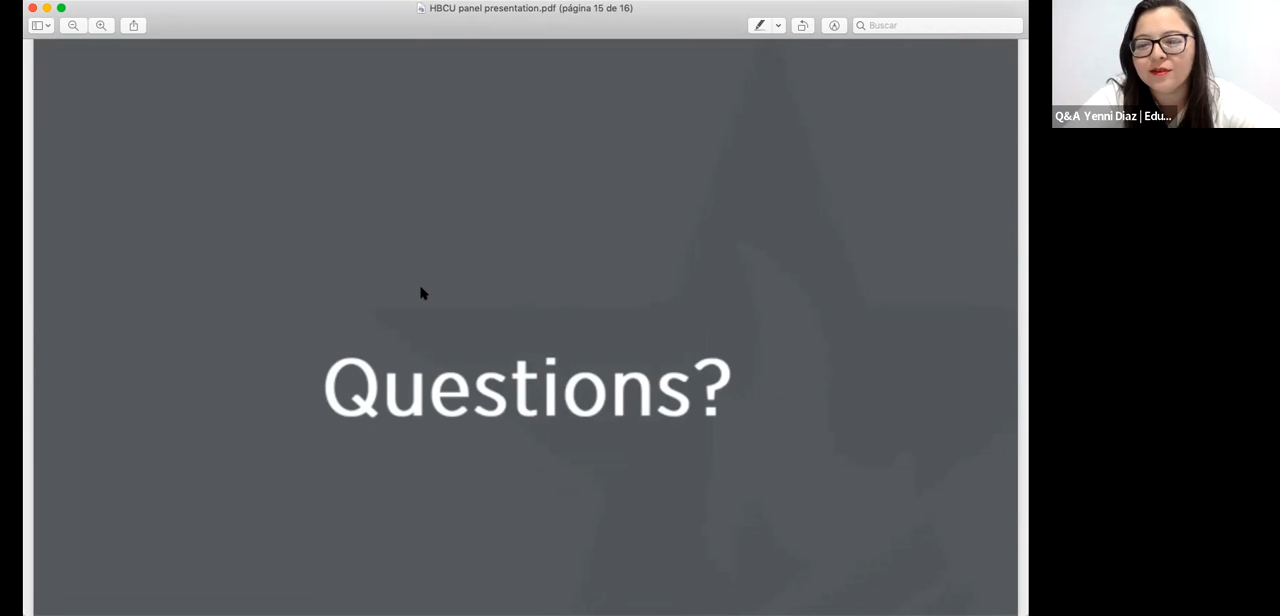 HBCU panel presentation.pdf (página 15 de 16)
Buscar
Questions?
Q&A Yenni Diaz | Edu...